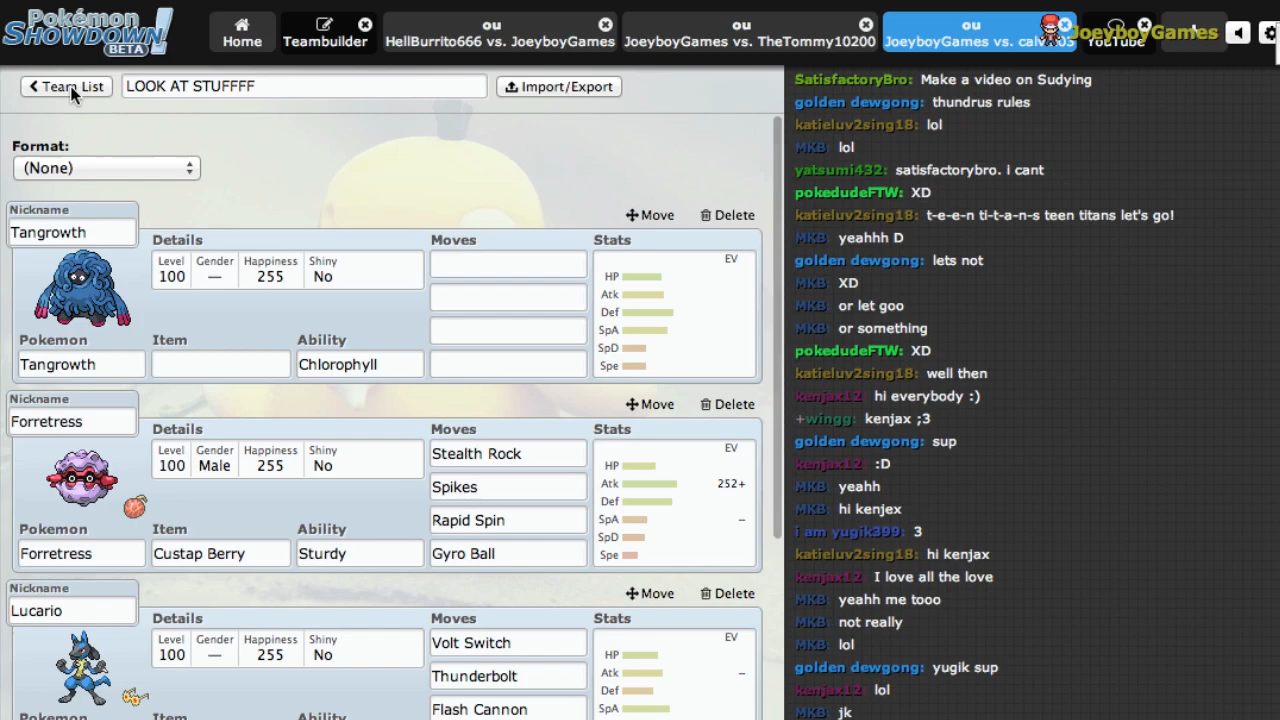 Pokémon
SHOWDOWN!
BETA
Home
Teambuilder
ou
HellBurrito666 vs. JoeyboyGames
ou
JoeyboyGames vs. TheTommy10200
ou
JoeyboyGames vs.
YouTube
JoeyboyGames
Team List
LOOK AT STUFFFF
Import/Export
Format:
(None)
Nickname
Tangrowth
Move
Delete
Details
Moves
Stats
Level
100
Gender
—
Happiness
255
Shiny
No
EV
HP
Atk
Def
SpA
SpD
Spe
Pokemon
Item
Ability
Tangrowth
Chlorophyll
Nickname
Forretress
Move
Delete
Details
Moves
Stats
Level
100
Gender
Male
Happiness
255
Shiny
No
Stealth Rock
Spikes
Rapid Spin
Gyro Ball
EV
HP
Atk 252+
Def
SpA –
SpD
Spe
Pokemon
Item
Ability
Forretress
Custap Berry
Sturdy
Nickname
Lucario
Move
Delete
Details
Moves
Stats
Level
100
Gender
—
Happiness
255
Shiny
No
Volt Switch
Thunderbolt
Flash Cannon
EV
HP
Atk –
Def
SpA
Pokemon
Item
Ability
SatisfactoryBro: Make a video on Sudying
golden dewgong: thundrus rules
katieluv2sing18: lol
MKB: lol
yatsumi432: satisfactorybro. i cant
pokedudeFTW: XD
katieluv2sing18: t-e-e-n ti-t-a-n-s teen titans let's go!
MKB: yeahhh D
golden dewgong: lets not
MKB: XD
MKB: or let goo
MKB: or something
pokedudeFTW: XD
katieluv2sing18: well then
kenjax12: hi everybody :)
+wingg: kenjax ;3
golden dewgong: sup
kenjax12: :D
MKB: yeahh
MKB: hi kenjex
i am yugik399: 3
katieluv2sing18: hi kenjax
kenjax12: I love all the love
MKB: yeahh me tooo
MKB: not really
MKB: lol
golden dewgong: yugik sup
kenjax12: lol
MKB: jk